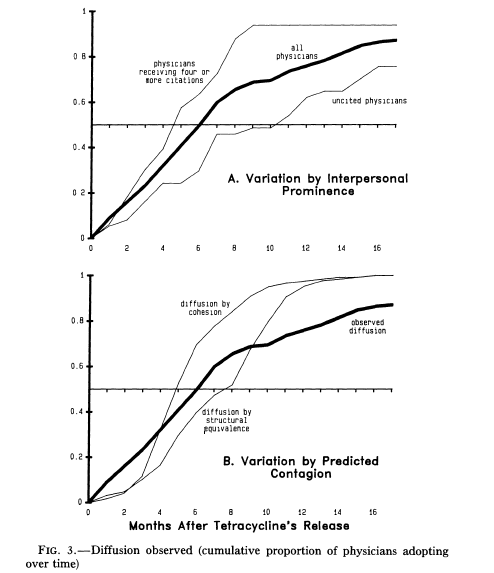 1
0.8
0.6
0.4
0.2
0
0 2 4 6 8 10 12 14 16
physicians
receiving four or
more citations
all
physicians
uncited physicians
A. Variation by Interpersonal
Prominence
1
0.8
0.6
0.4
0.2
0
0 2 4 6 8 10 12 14 16
diffusion by
cohesion
observed
diffusion
diffusion by
structural
equivalence
B. Variation by Predicted
Contagion
Months After Tetracycline's Release
FIG. 3.—Diffusion observed (cumulative proportion of physicians adopting
over time)